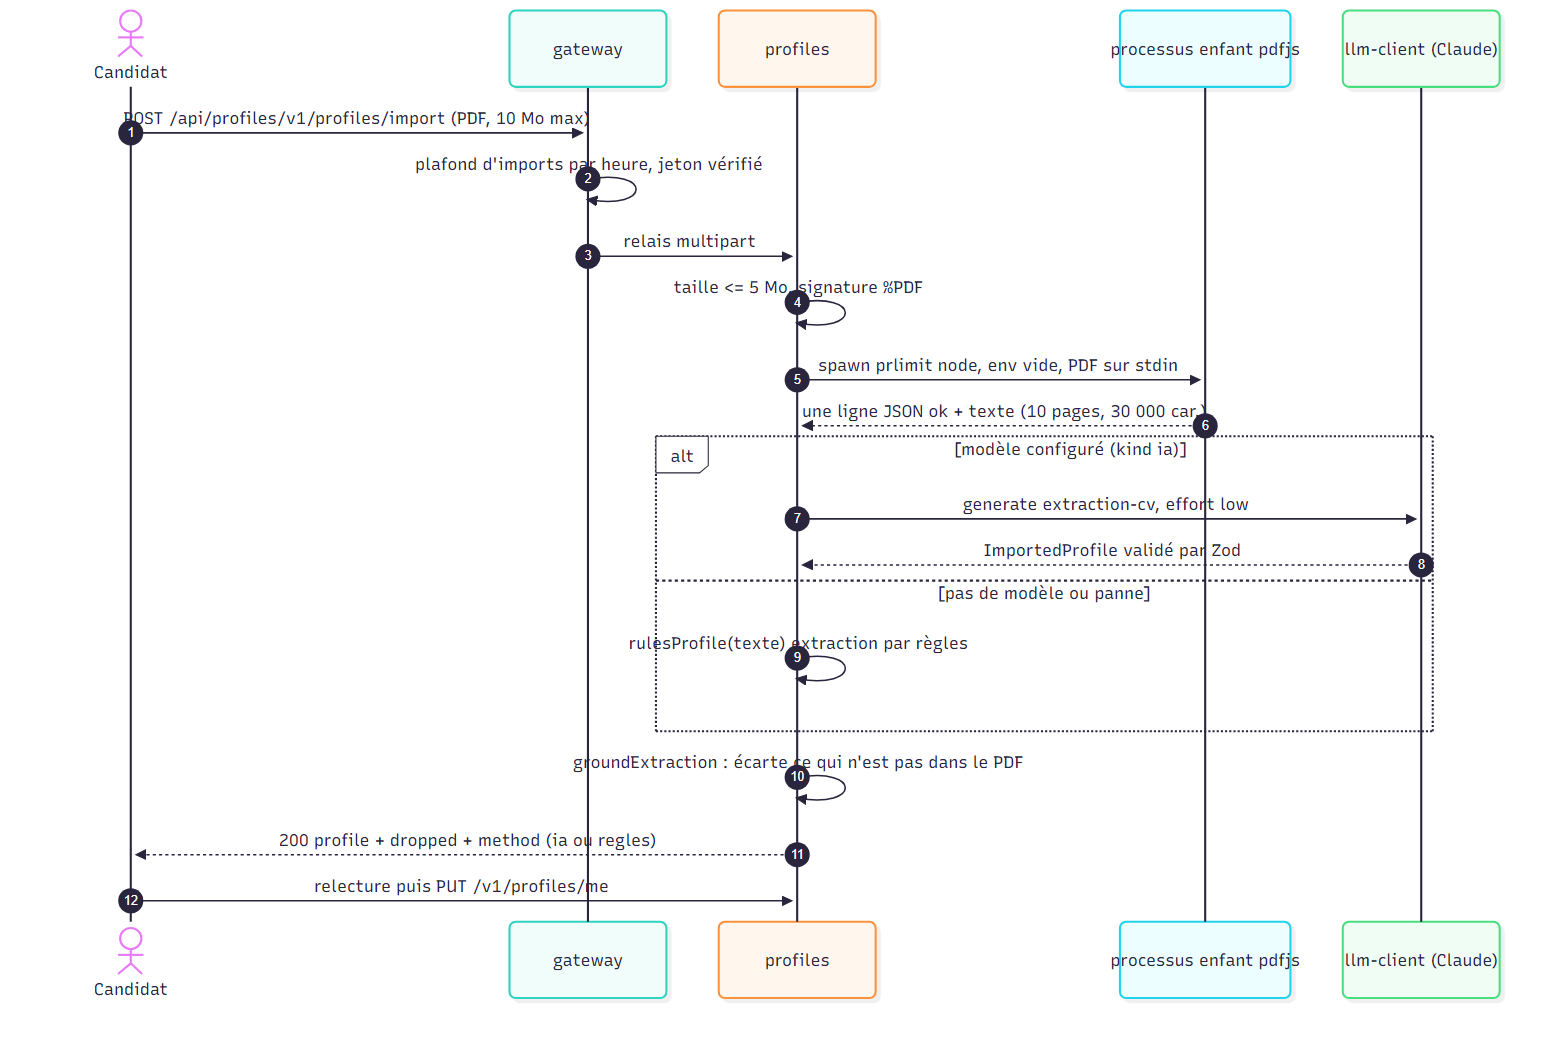 Candidat
gateway
profiles
processus enfant pdfjs
llm-client (Claude)
POST /api/profiles/v1/profiles/import (PDF, 10 Mo max)
1
plafond d'imports par heure, jeton vérifié
2
relais multipart
3
taille <= 5 Mo, signature %PDF
4
spawn prlimit node, env vide, PDF sur stdin
5
une ligne JSON ok + texte (10 pages, 30 000 car.)
6
alt
[modèle configuré (kind ia)]
generate extraction-cv, effort low
7
ImportedProfile validé par Zod
8
[pas de modèle ou panne]
rulesProfile(texte) extraction par règles
9
groundExtraction : écarte ce qui n'est pas dans le PDF
10
200 profile + dropped + method (ia ou regles)
11
relecture puis PUT /v1/profiles/me
12
Candidat
gateway
profiles
processus enfant pdfjs
llm-client (Claude)